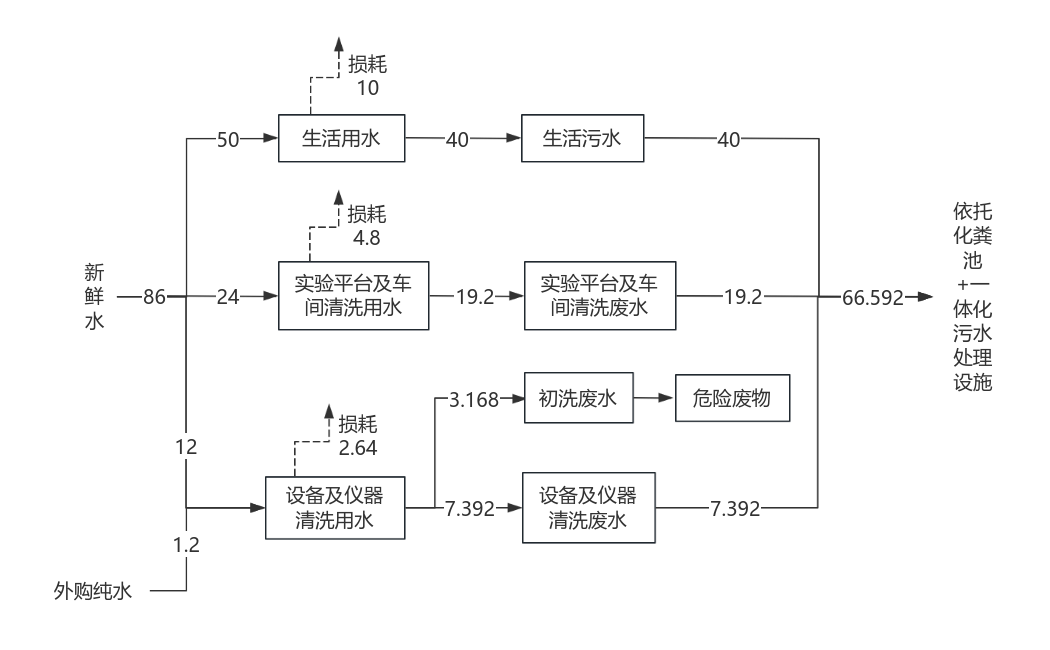 损耗
10
50
生活用水
40
生活污水
40
损耗
4.8
新
鲜
水
86
24
实验平台及车
间清洗用水
19.2
实验平台及车
间清洗废水
19.2
66.592
依托
化粪
池
+一
体化
污水
处理
设施
3.168
初洗废水
危险废物
损耗
2.64
12
设备及仪器
清洗用水
7.392
设备及仪器
清洗废水
7.392
1.2
外购纯水